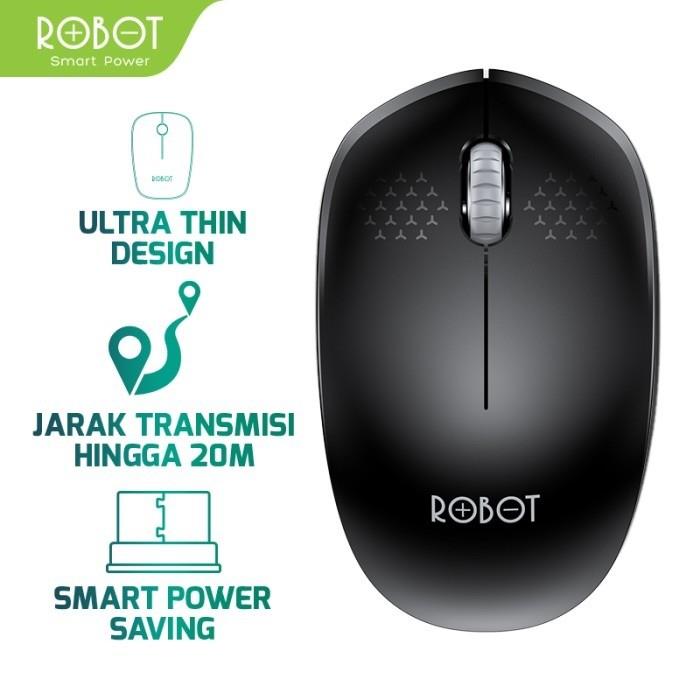 ROBOT
Smart Power
ROBOT
ULTRA THIN
DESIGN
JARAK TRANSMISI
HINGGA 20M
SMART POWER
SAVING
ROBOT